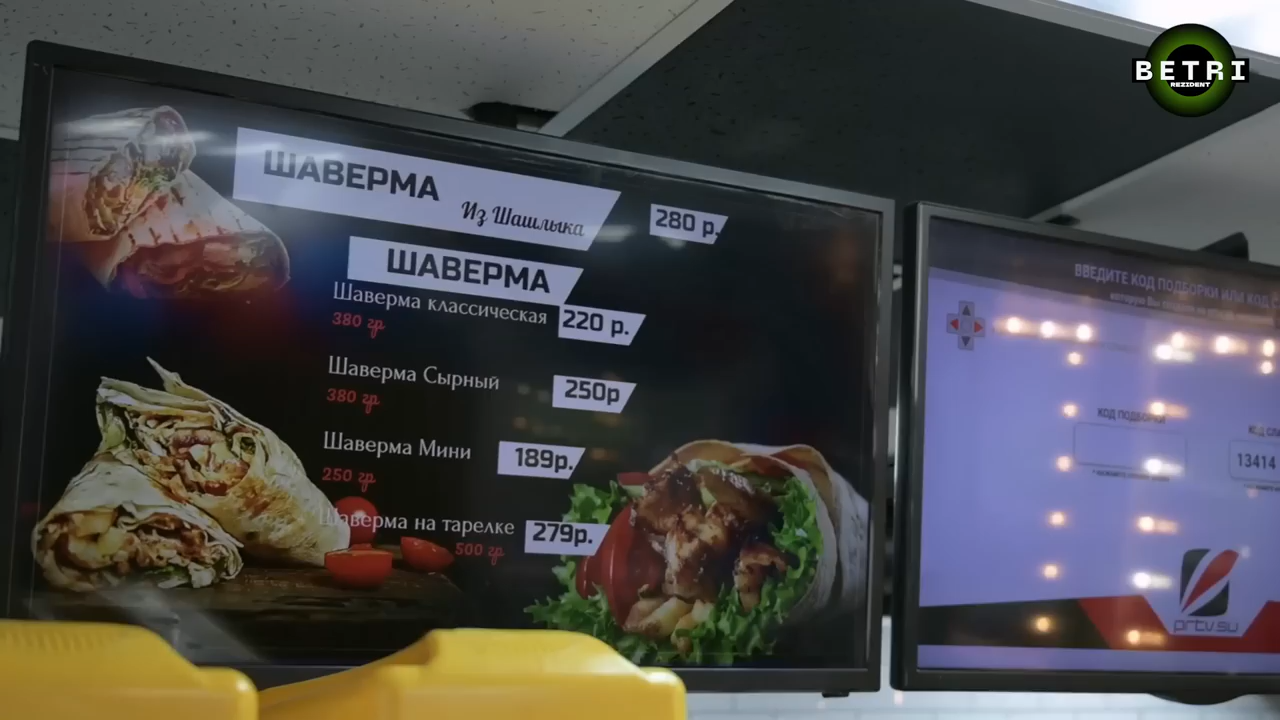 BETRI
REZIDENT
ШАВЕРМА
Из Шашлыка
280 р.
ШАВЕРМА
Шаверма классическая
220 р.
380 гр
Шаверма Сырный
250р
380 гр
Шаверма Мини
189р.
250 гр
Шаверма на тарелке
279р.
500 гр
ВВЕДИТЕ КОД ПОДБОРКИ ИЛИ КОД
КОД ПОДБОРКИ
13414
prtv.su